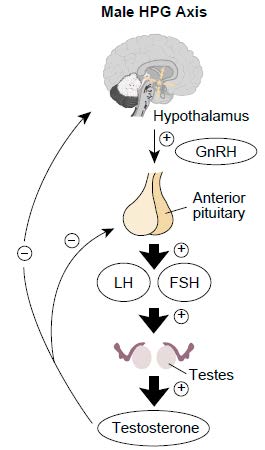 Male HPG Axis
Hypothalamus
+
GnRH
Anterior
pituitary
−
−
+
LH
FSH
+
Testes
+
Testosterone